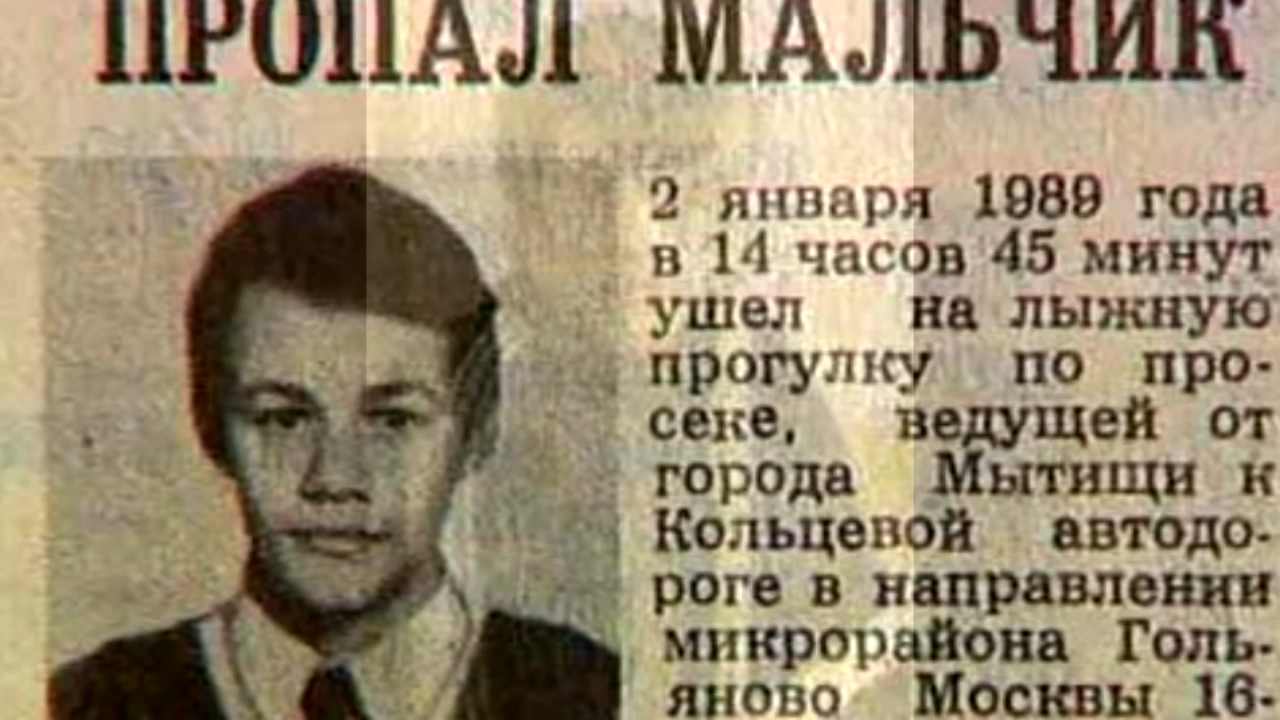 ПРОПАЛ МАЛЬЧИК
2 января 1989 года
в 14 часов 45 минут
ушел на лыжную
прогулку по про-
секе, ведущей от
города Мытищи к
Кольцевой автодо-
роге в направлении
микрорайона Голь-
яново Москвы 16-